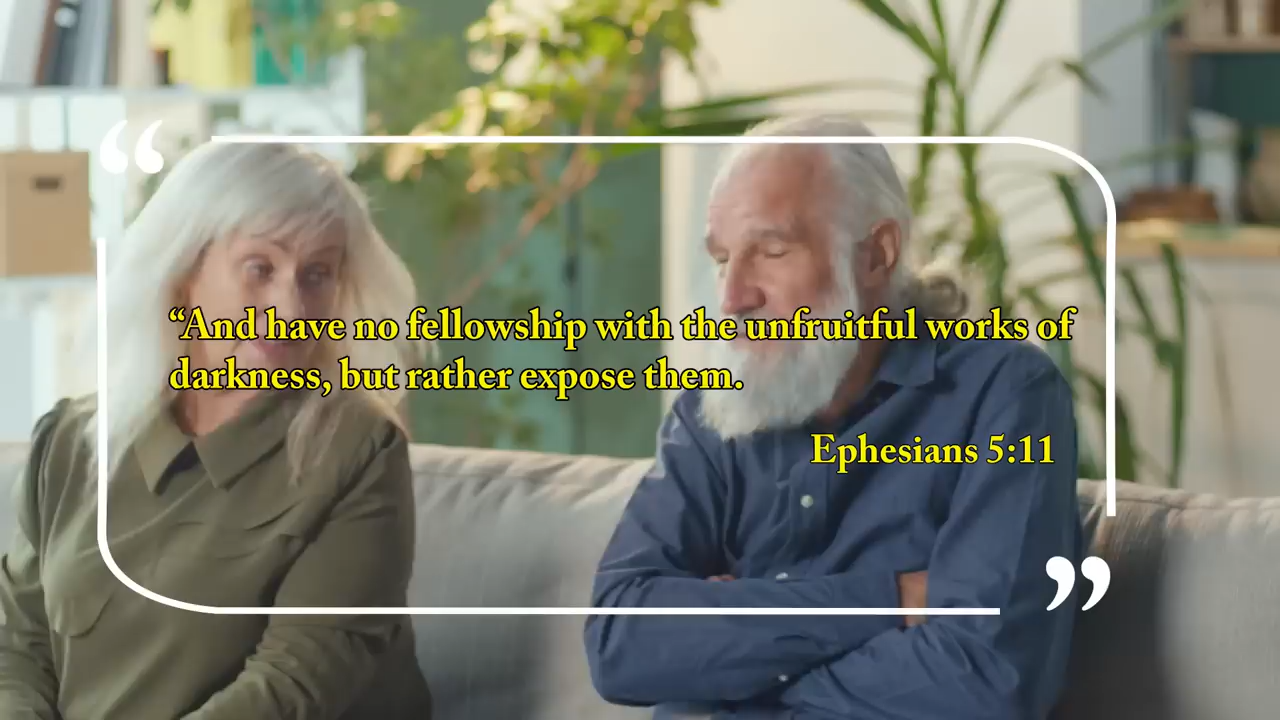 “And have no fellowship with the unfruitful works of
darkness, but rather expose them.
Ephesians 5:11